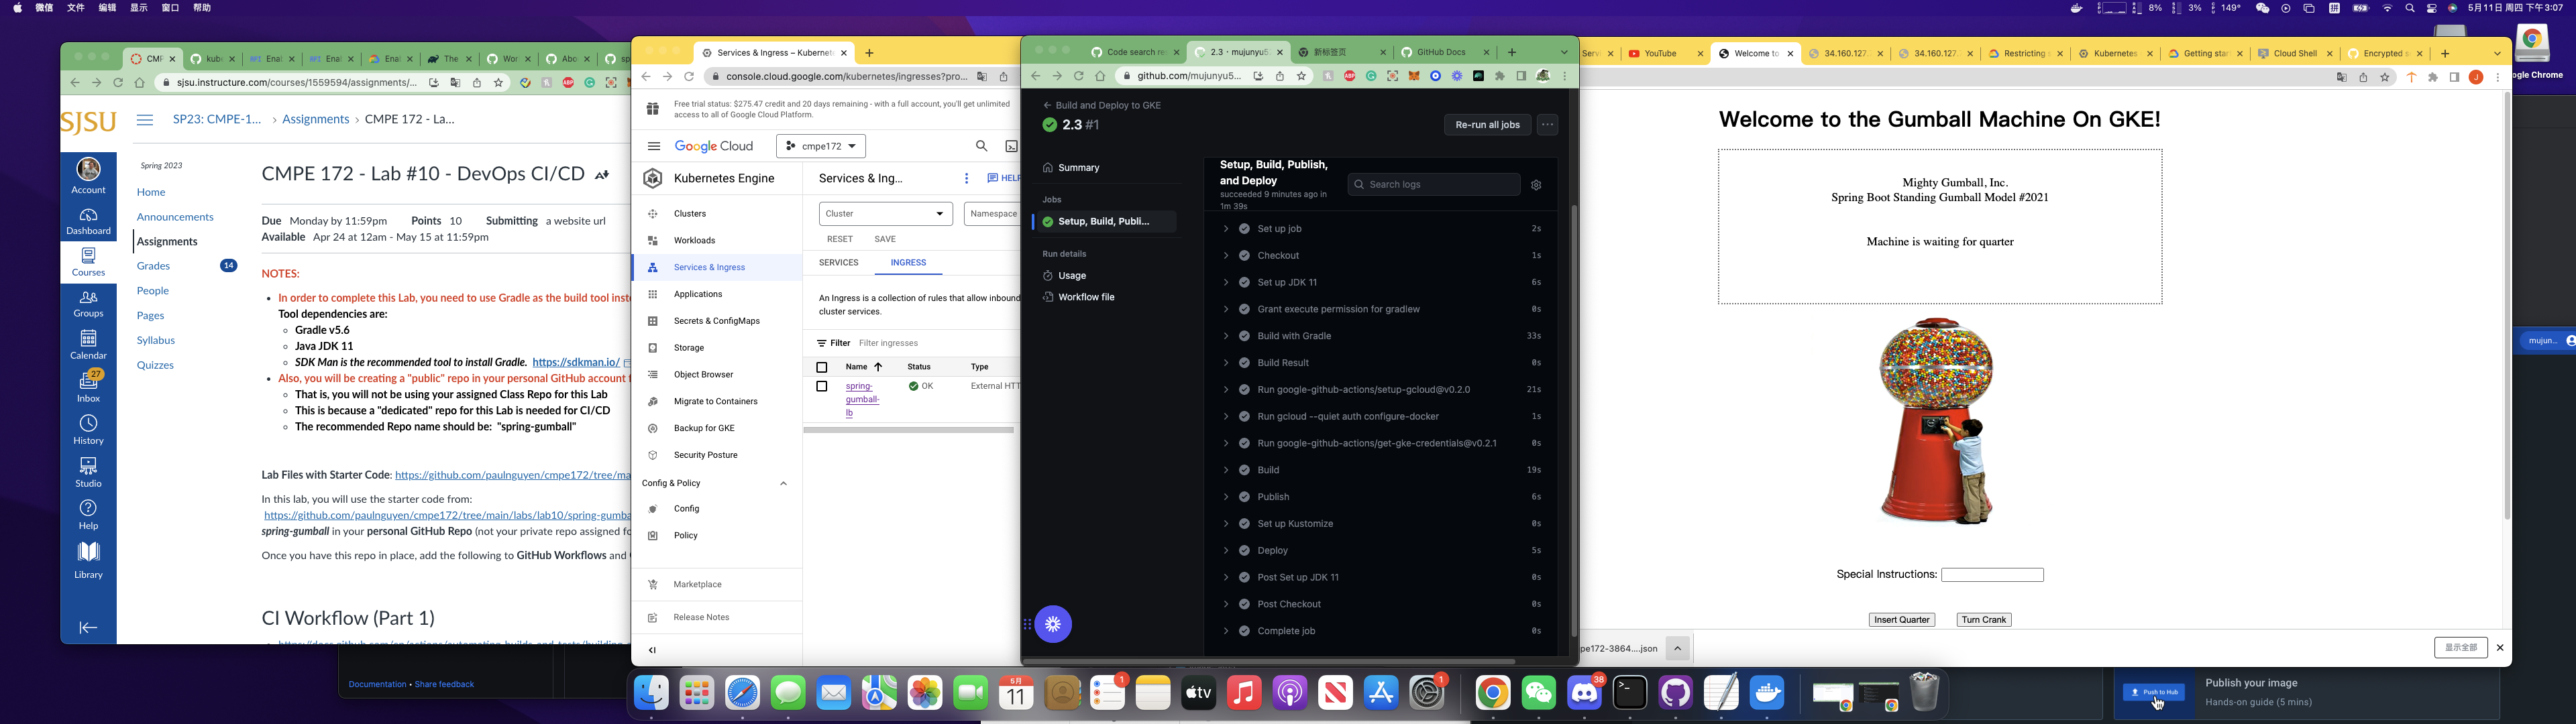 微信 文件 编辑 显示 窗口 帮助
8% 3% 149° 拼 5月11日 周四 下午3:07
CMP
kub
Enal
Enal
Enal
The
Wor
Abo
sp
sjsu.instructure.com/courses/1559594/assignments/...
SJSU
SP23: CMPE-1... › Assignments › CMPE 172 - La...
Account
Dashboard
Courses
Groups
Calendar
27
Inbox
History
Studio
Help
Library
Spring 2023
Home
Announcements
Assignments
Grades 14
People
Pages
Syllabus
Quizzes
CMPE 172 - Lab #10 - DevOps CI/CD
Due Monday by 11:59pm Points 10 Submitting a website url
Available Apr 24 at 12am - May 15 at 11:59pm
NOTES:
In order to complete this Lab, you need to use Gradle as the build tool inste
Tool dependencies are:
Gradle v5.6
Java JDK 11
SDK Man is the recommended tool to install Gradle. https://sdkman.io/
Also, you will be creating a "public" repo in your personal GitHub account f
That is, you will not be using your assigned Class Repo for this Lab
This is because a "dedicated" repo for this Lab is needed for CI/CD
The recommended Repo name should be: "spring-gumball"
Lab Files with Starter Code: https://github.com/paulnguyen/cmpe172/tree/ma
In this lab, you will use the starter code from:
https://github.com/paulnguyen/cmpe172/tree/main/labs/lab10/spring-gumba
spring-gumball in your personal GitHub Repo (not your private repo assigned fo
Once you have this repo in place, add the following to GitHub Workflows and
CI Workflow (Part 1)
Documentation • Share feedback
Services & Ingress – Kubernet
console.cloud.google.com/kubernetes/ingresses?pro...
Free trial status: $275.47 credit and 20 days remaining - with a full account, you'll get unlimited
access to all of Google Cloud Platform.
Google Cloud
cmpe172
Kubernetes Engine
Clusters
Workloads
Services & Ingress
Applications
Secrets & ConfigMaps
Storage
Object Browser
Migrate to Containers
Backup for GKE
Security Posture
Config & Policy
Config
Policy
Marketplace
Release Notes
Services & Ing...
HELP
Cluster
Namespace
RESET SAVE
SERVICES INGRESS
An Ingress is a collection of rules that allow inbound
cluster services.
Filter Filter ingresses
Name Status Type
spring-
gumball-
lb
OK External HTT
Code search re
2.3 · mujunyu5
新标签页
GitHub Docs
github.com/mujunyu5...
Build and Deploy to GKE
2.3 #1
Re-run all jobs
Summary
Jobs
Setup, Build, Publi...
Run details
Usage
Workflow file
Setup, Build, Publish,
and Deploy
succeeded 9 minutes ago in
1m 39s
Search logs
Set up job 2s
Checkout 1s
Set up JDK 11 6s
Grant execute permission for gradlew 0s
Build with Gradle 33s
Build Result 0s
Run google-github-actions/setup-gcloud@v0.2.0 21s
Run gcloud --quiet auth configure-docker 1s
Run google-github-actions/get-gke-credentials@v0.2.1 0s
Build 19s
Publish 6s
Set up Kustomize 0s
Deploy 5s
Post Set up JDK 11 0s
Post Checkout 0s
Complete job 0s
Servi
YouTube
Welcome to
34.160.127.
34.160.127.
Restricting
Kubernetes
Getting sta
Cloud Shell
Encrypted s
J
Welcome to the Gumball Machine On GKE!
Mighty Gumball, Inc.
Spring Boot Standing Gumball Model #2021
Machine is waiting for quarter
Special Instructions:
Insert Quarter
Turn Crank
pe172-3864....json
显示全部
ogle Chrome
mujun...
5月
11
1
tv
1
38
Push to Hub
Publish your image
Hands-on guide (5 mins)